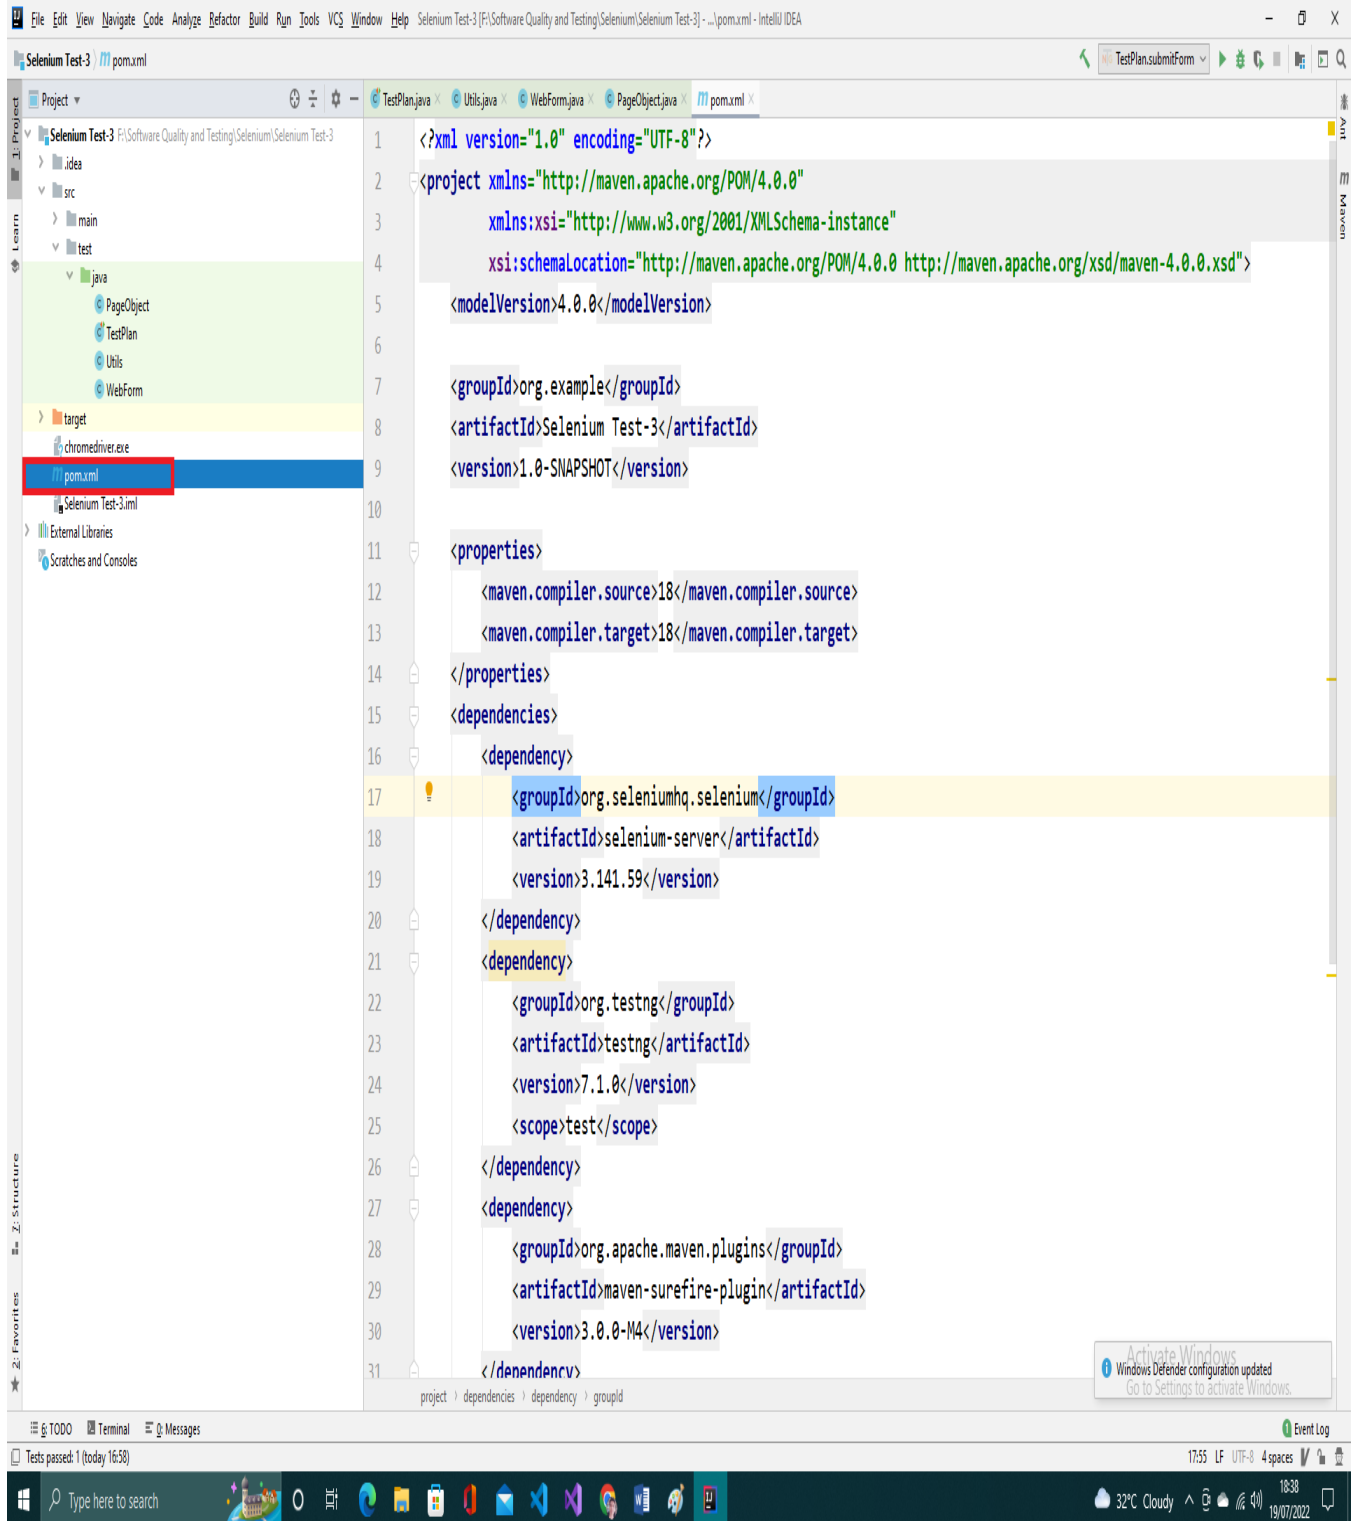 File Edit View Navigate Code Analyze Refactor Build Run Tools VCS Window Help Selenium Test-3 [F:\Software Quality and Testing\Selenium\Selenium Test-3] - ...\pom.xml - IntelliJ IDEA
Selenium Test-3 pom.xml
TestPlan.submitForm
Project
TestPlan.java
Utils.java
WebForm.java
PageObject.java
pom.xml
1: Project
Learn
7: Structure
2: Favorites
Ant
Maven
Selenium Test-3 F:\Software Quality and Testing\Selenium\Selenium Test-3
.idea
src
main
test
java
PageObject
TestPlan
Utils
WebForm
target
chromedriver.exe
pom.xml
Selenium Test-3.iml
External Libraries
Scratches and Consoles
1 <?xml version="1.0" encoding="UTF-8"?>
2 <project xmlns="http://maven.apache.org/POM/4.0.0"
3 xmlns:xsi="http://www.w3.org/2001/XMLSchema-instance"
4 xsi:schemaLocation="http://maven.apache.org/POM/4.0.0 http://maven.apache.org/xsd/maven-4.0.0.xsd">
5 <modelVersion>4.0.0</modelVersion>
6
7 <groupId>org.example</groupId>
8 <artifactId>Selenium Test-3</artifactId>
9 <version>1.0-SNAPSHOT</version>
10
11 <properties>
12 <maven.compiler.source>18</maven.compiler.source>
13 <maven.compiler.target>18</maven.compiler.target>
14 </properties>
15 <dependencies>
16 <dependency>
17 <groupId>org.seleniumhq.selenium</groupId>
18 <artifactId>selenium-server</artifactId>
19 <version>3.141.59</version>
20 </dependency>
21 <dependency>
22 <groupId>org.testng</groupId>
23 <artifactId>testng</artifactId>
24 <version>7.1.0</version>
25 <scope>test</scope>
26 </dependency>
27 <dependency>
28 <groupId>org.apache.maven.plugins</groupId>
29 <artifactId>maven-surefire-plugin</artifactId>
30 <version>3.0.0-M4</version>
31 </dependency>
project > dependencies > dependency > groupId
Activate Windows
Windows Defender configuration updated
Go to Settings to activate Windows.
6: TODO Terminal 0: Messages
1 Event Log
Tests passed: 1 (today 16:58)
17:55 LF UTF-8 4 spaces
Type here to search
32°C Cloudy
18:38
19/07/2022